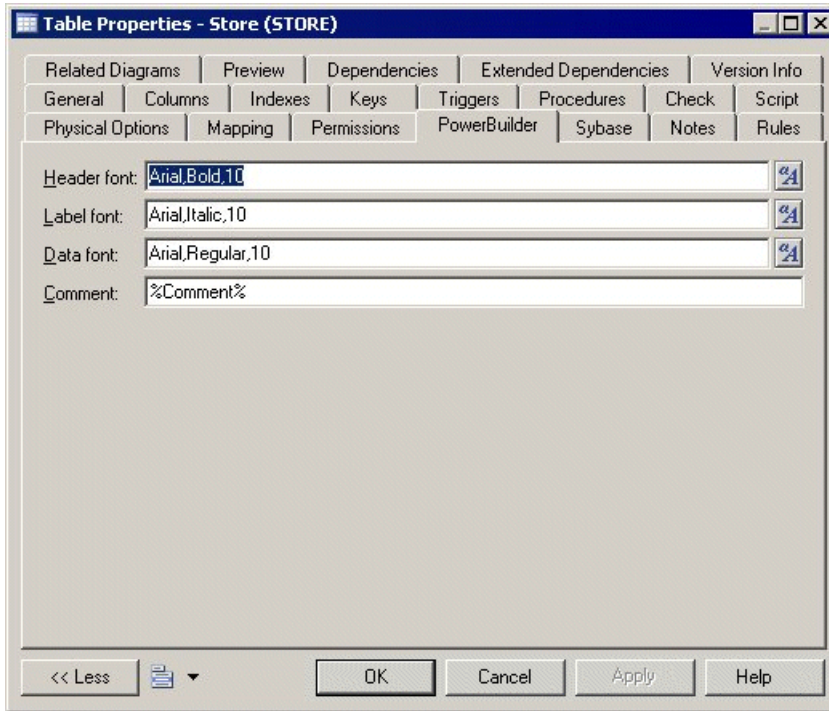 Table Properties - Store (STORE)
Related Diagrams Preview Dependencies Extended Dependencies Version Info
General Columns Indexes Keys Triggers Procedures Check Script
Physical Options Mapping Permissions PowerBuilder Sybase Notes Rules
Header font: Arial,Bold,10
Label font: Arial,Italic,10
Data font: Arial,Regular,10
Comment: %Comment%
<< Less OK Cancel Apply Help